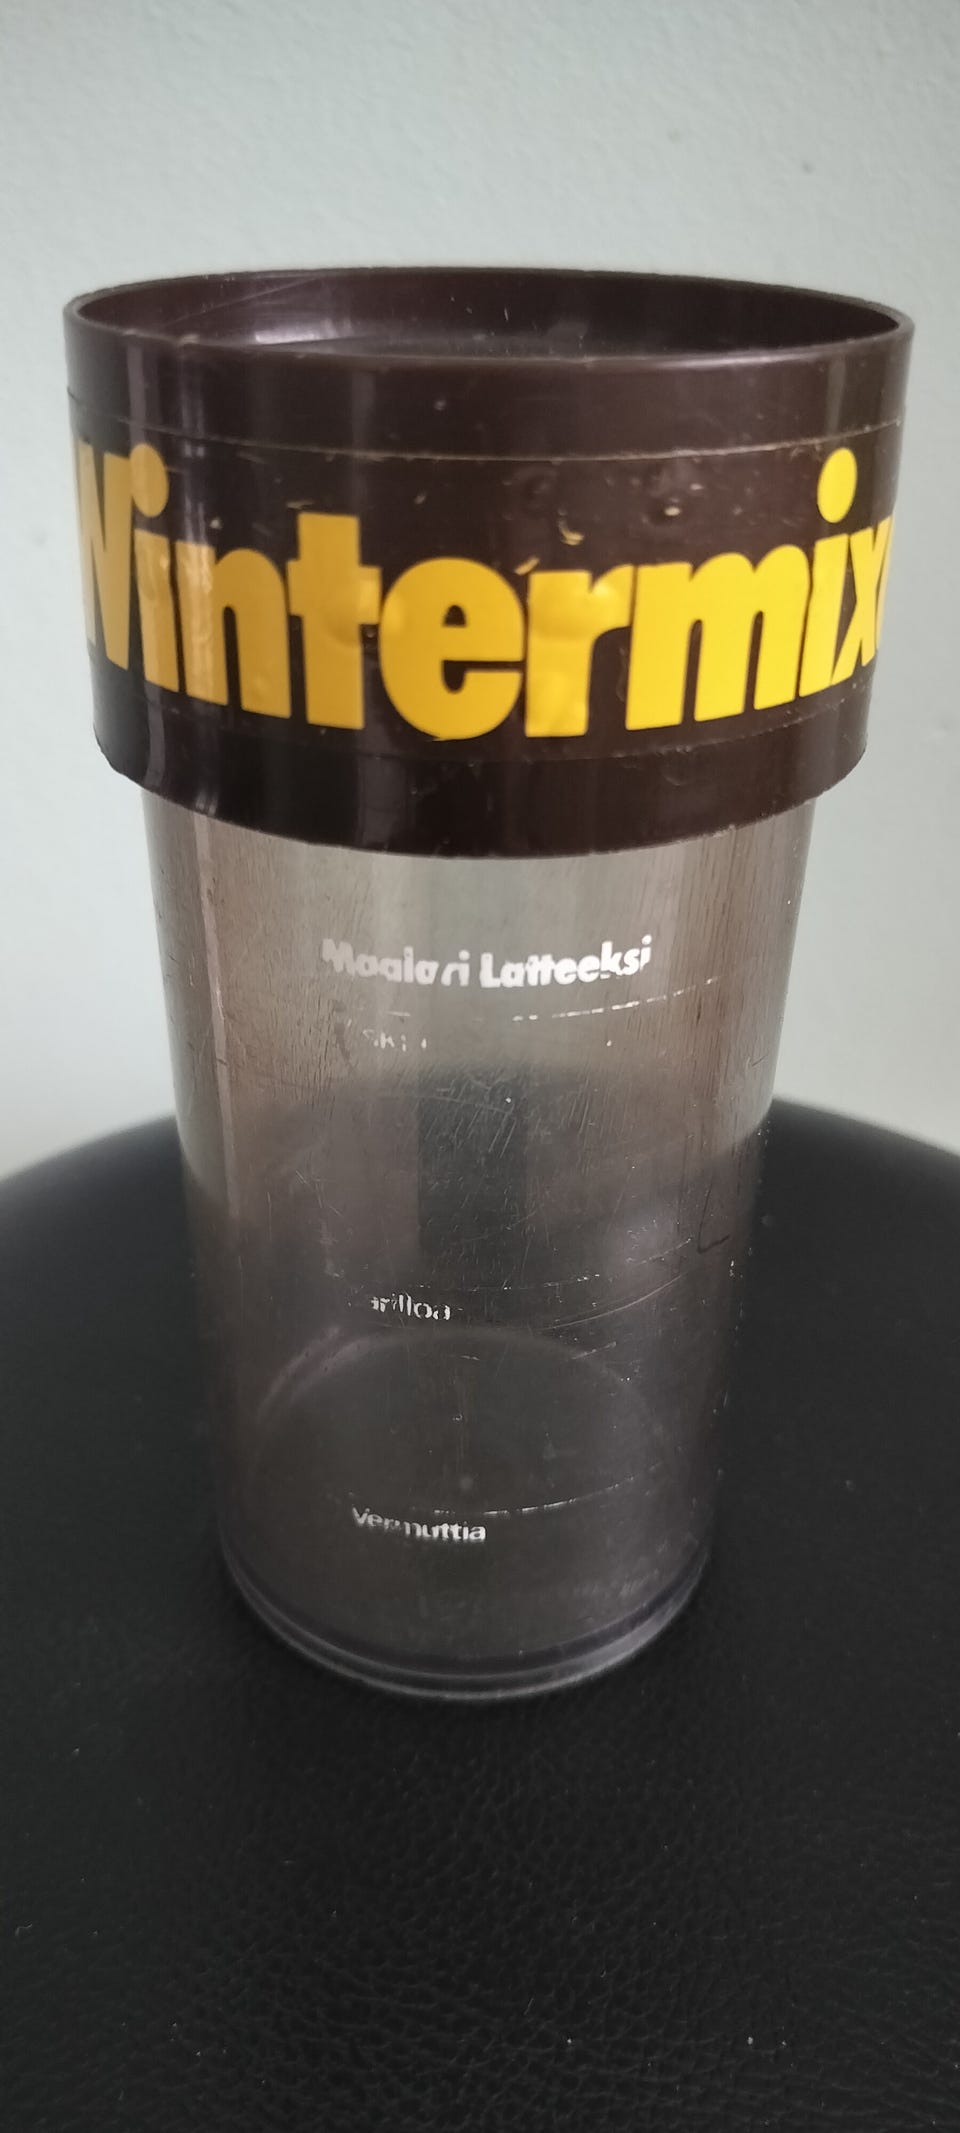 Wintermix
Maalari Latteeksi
Vermuttia